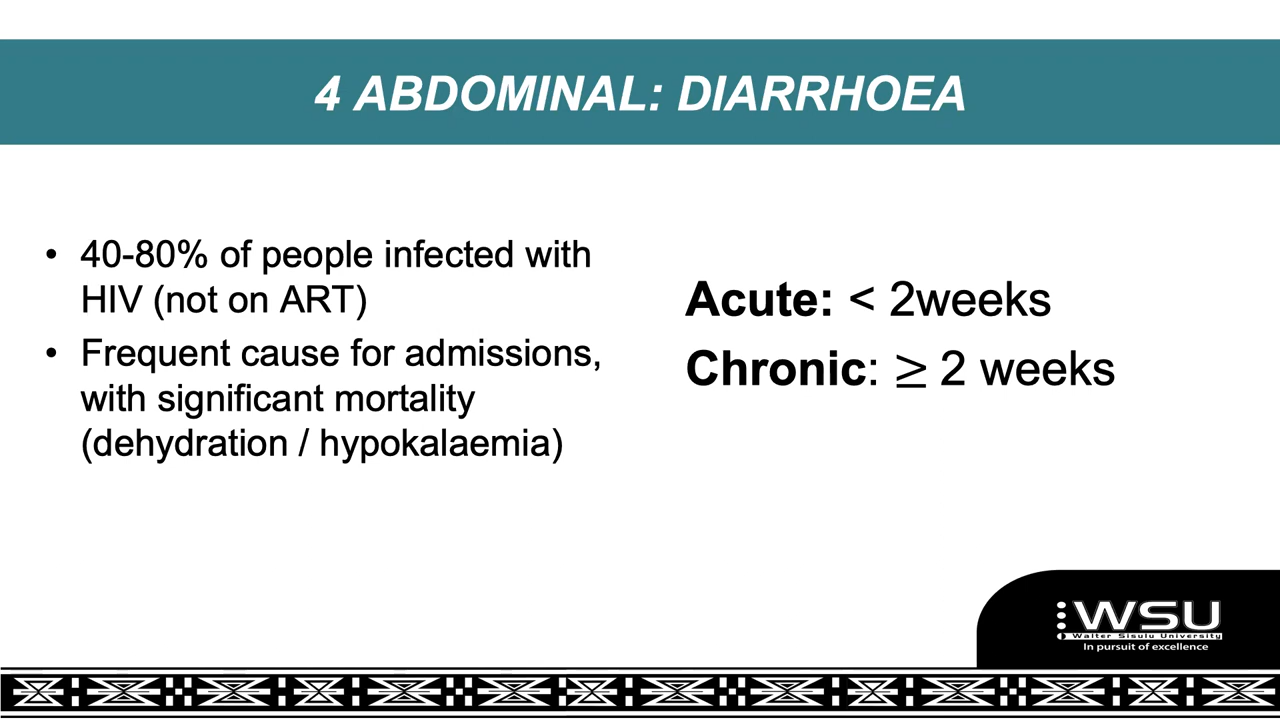 4 ABDOMINAL: DIARRHOEA
• 40-80% of people infected with
HIV (not on ART)
• Frequent cause for admissions,
with significant mortality
(dehydration / hypokalaemia)
Acute: < 2weeks
Chronic: ≥ 2 weeks
WSU
Walter Sisulu University
In pursuit of excellence